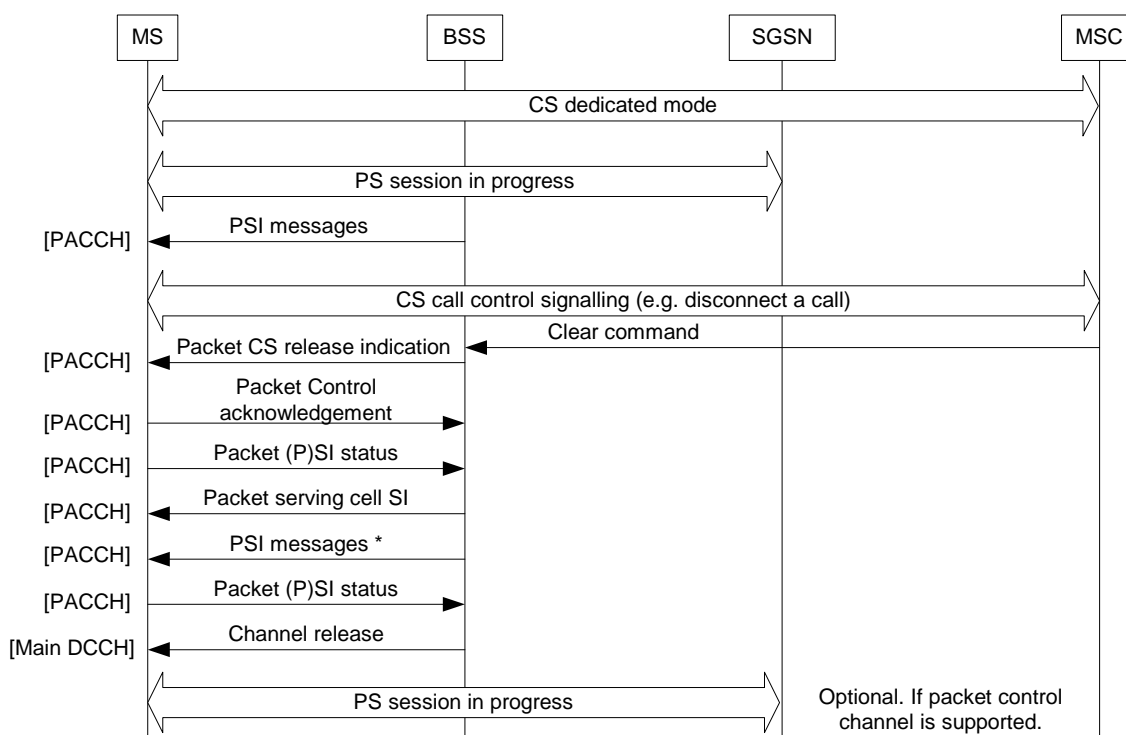 MS
BSS
SGSN
MSC
CS dedicated mode
PS session in progress
PSI messages
[PACCH]
CS call control signalling (e.g. disconnect a call)
Clear command
Packet CS release indication
[PACCH]
Packet Control
acknowledgement
[PACCH]
Packet (P)SI status
[PACCH]
Packet serving cell SI
[PACCH]
PSI messages *
[PACCH]
Packet (P)SI status
[PACCH]
Channel release
[Main DCCH]
PS session in progress
Optional. If packet control
channel is supported.